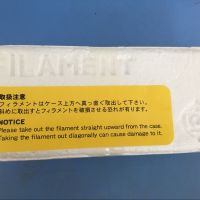 FILAMENT
取扱注意
フィラメントはケース上方へ真っ直ぐ取出して下さい。
斜めに取出すとフィラメントを破損させる恐れが有ります。
NOTICE
Please take out the filament straight upward from the case.
Taking the filament out diagonally can cause damage to it.